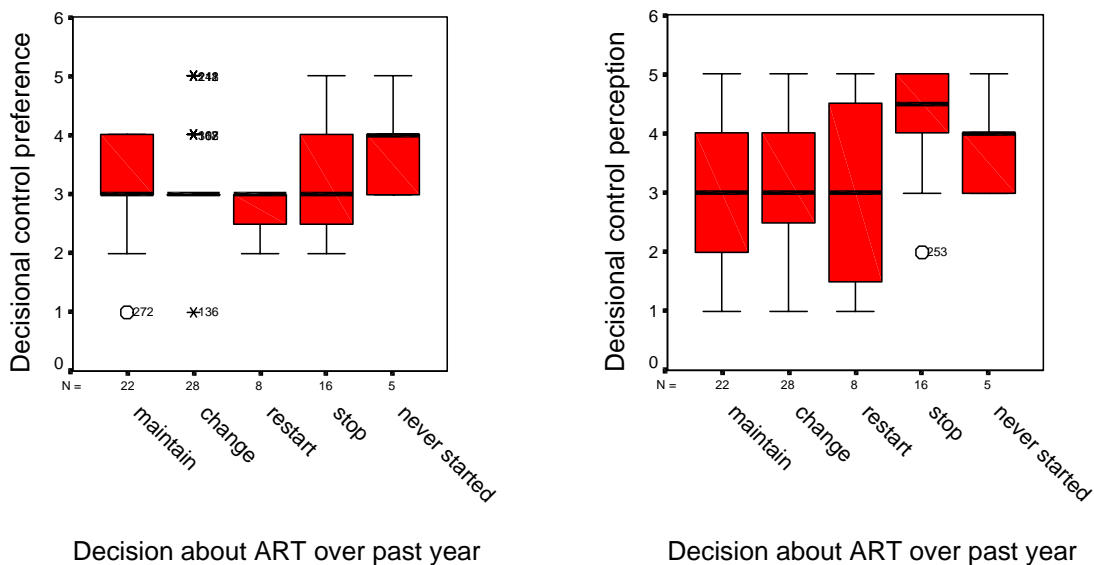 Decisional control preference
6
5
4
3
2
1
0
272
136
N =
22
28
8
16
5
maintain
change
restart
stop
never started
Decision about ART over past year
Decisional control perception
6
5
4
3
2
1
0
253
N =
22
28
8
16
5
maintain
change
restart
stop
never started
Decision about ART over past year